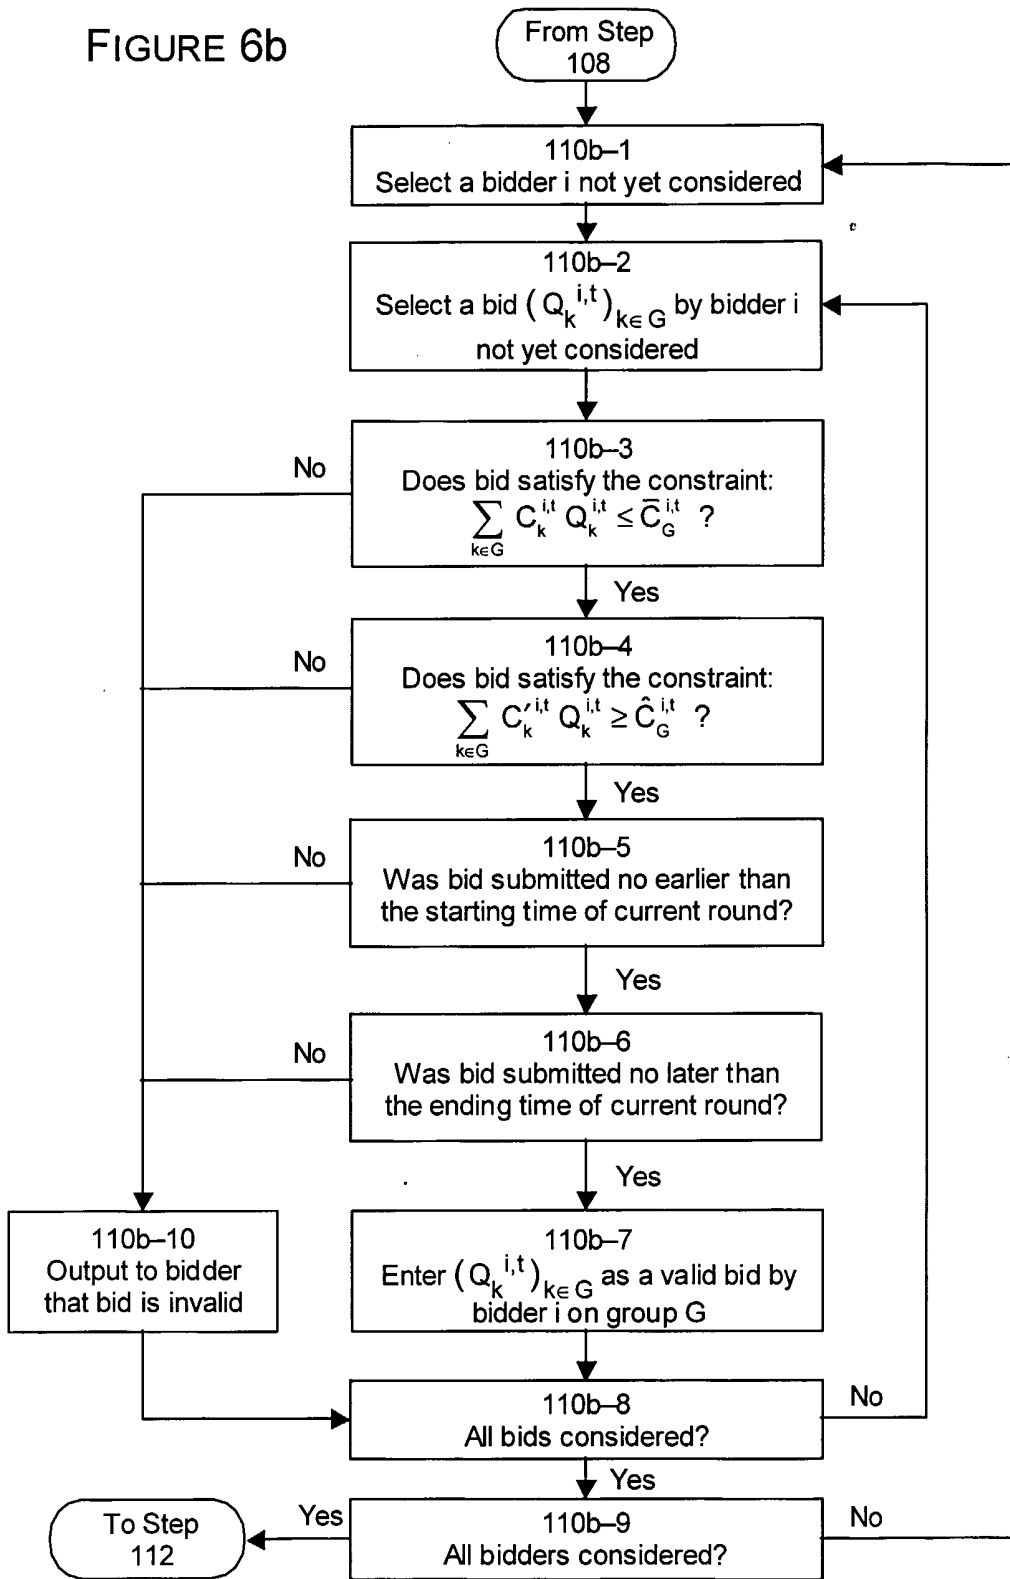 FIGURE 6b
From Step
108
110b–1
Select a bidder i not yet considered
110b–2
Select a bid (Q_k^{i,t})_{k∈G} by bidder i
not yet considered
110b–3
Does bid satisfy the constraint:
∑_{k∈G} C_k^{i,t} Q_k^{i,t} ≤ C̄_G^{i,t} ?
No
Yes
110b–4
Does bid satisfy the constraint:
∑_{k∈G} C′_k^{i,t} Q_k^{i,t} ≥ Ĉ_G^{i,t} ?
No
Yes
110b–5
Was bid submitted no earlier than
the starting time of current round?
No
Yes
110b–6
Was bid submitted no later than
the ending time of current round?
No
Yes
110b–10
Output to bidder
that bid is invalid
110b–7
Enter (Q_k^{i,t})_{k∈G} as a valid bid by
bidder i on group G
110b–8
All bids considered?
No
Yes
110b–9
All bidders considered?
No
Yes
To Step
112